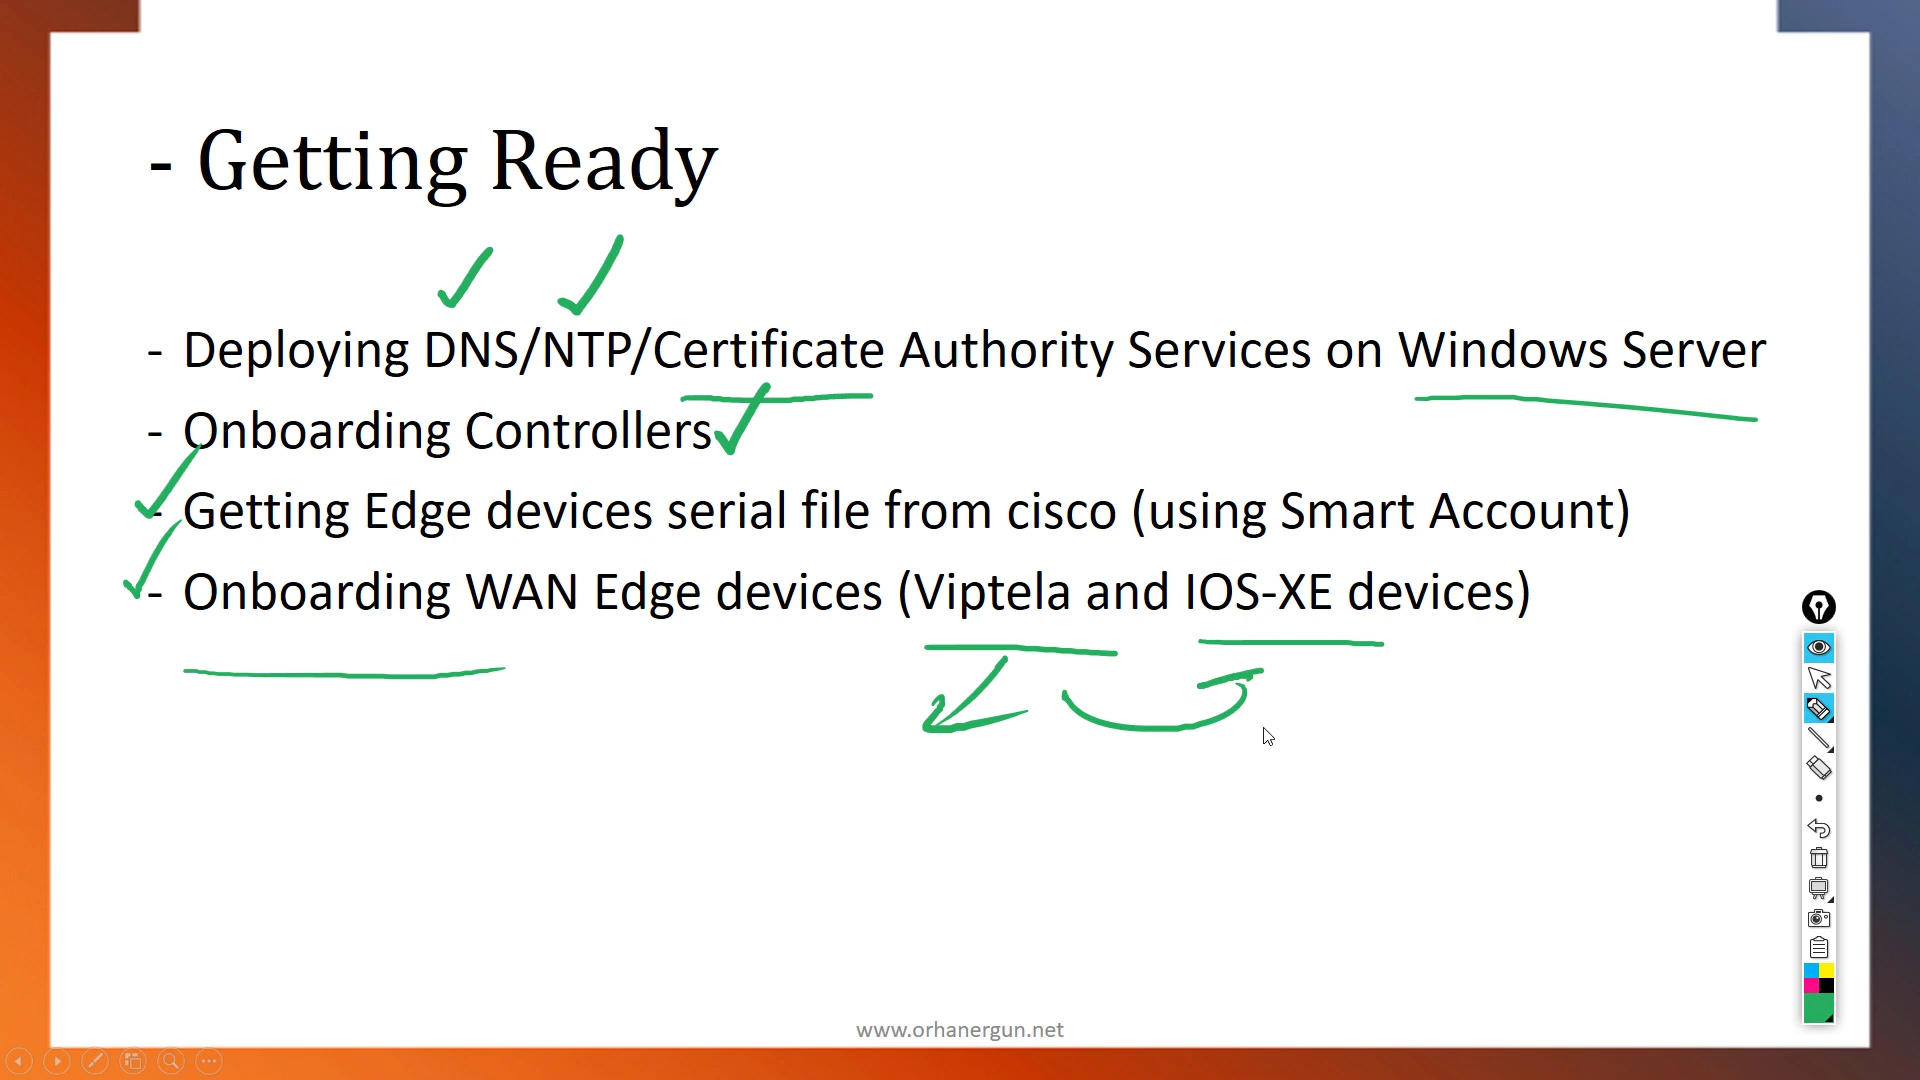 - Getting Ready
- Deploying DNS/NTP/Certificate Authority Services on Windows Server
- Onboarding Controllers
- Getting Edge devices serial file from cisco (using Smart Account)
- Onboarding WAN Edge devices (Viptela and IOS-XE devices)
www.orhanergun.net